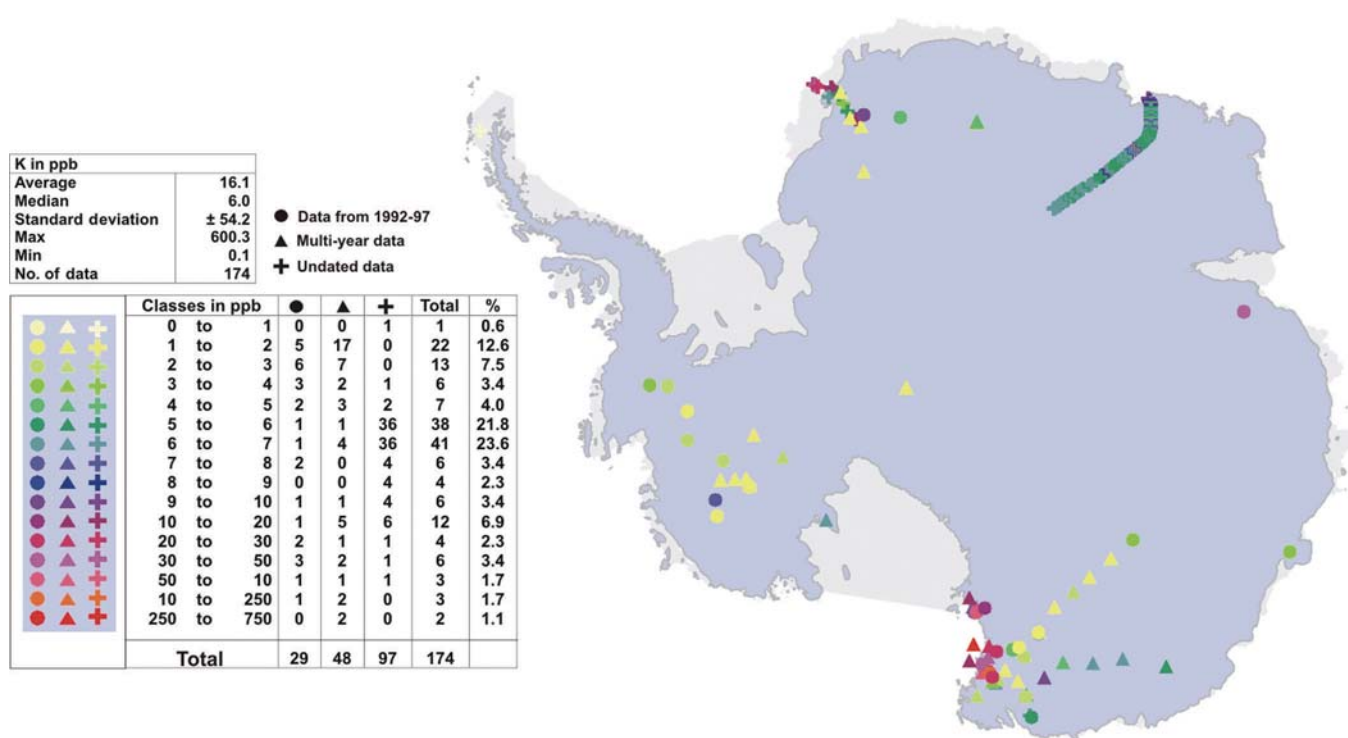 K in ppb
Average 16.1
Median 6.0
Standard deviation ± 54.2
Max 600.3
Min 0.1
No. of data 174
Data from 1992-97
Multi-year data
Undated data
Classes in ppb ● ▲ + Total %
0 to 1 0 0 1 1 0.6
1 to 2 5 17 0 22 12.6
2 to 3 6 7 0 13 7.5
3 to 4 3 2 1 6 3.4
4 to 5 2 3 2 7 4.0
5 to 6 1 1 36 38 21.8
6 to 7 1 4 36 41 23.6
7 to 8 2 0 4 6 3.4
8 to 9 0 0 4 4 2.3
9 to 10 1 1 4 6 3.4
10 to 20 1 5 6 12 6.9
20 to 30 2 1 1 4 2.3
30 to 50 3 2 1 6 3.4
50 to 10 1 1 1 3 1.7
10 to 250 1 2 0 3 1.7
250 to 750 0 2 0 2 1.1
Total 29 48 97 174